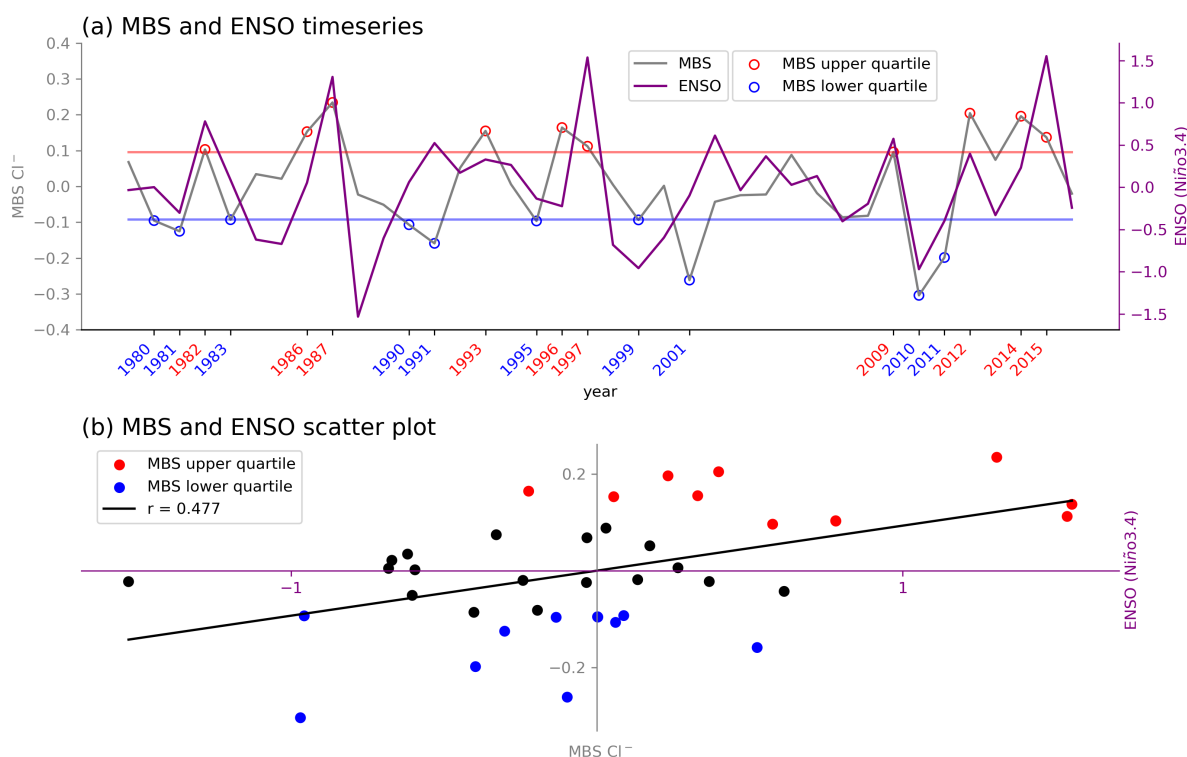 (a) MBS and ENSO timeseries
MBS
ENSO
MBS upper quartile
MBS lower quartile
0.4
0.3
0.2
0.1
0.0
−0.1
−0.2
−0.3
−0.4
MBS Cl⁻
1.5
1.0
0.5
0.0
−0.5
−1.0
−1.5
ENSO (Niño3.4)
1980
1981
1982
1983
1986
1987
1990
1991
1993
1995
1996
1997
1999
2001
2009
2010
2011
2012
2014
2015
year
(b) MBS and ENSO scatter plot
MBS upper quartile
MBS lower quartile
r = 0.477
0.2
−0.2
−1
1
ENSO (Niño3.4)
MBS Cl⁻